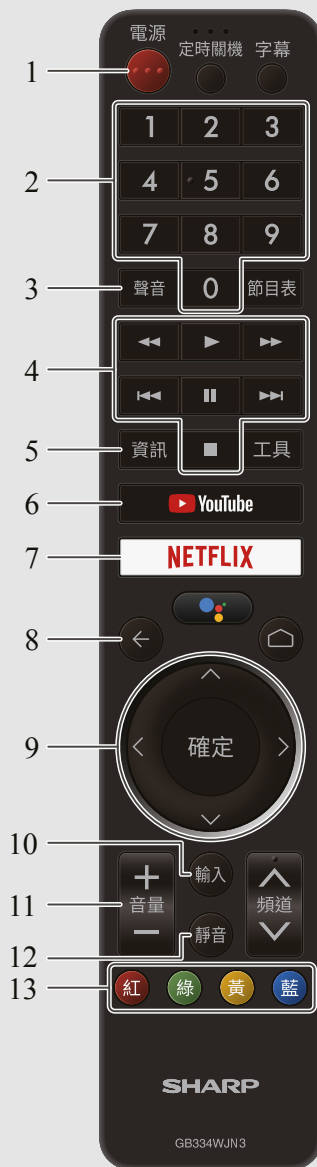 電源 定時關機 字幕
1
1 2 3
2
4 5 6
7 8 9
3 聲音 0 節目表
4
5 資訊 工具
6 YouTube
7 NETFLIX
8
9 確定
10 輸入
11 音量 頻道
12 靜音
13 紅 綠 黃 藍
SHARP
GB334WJN3